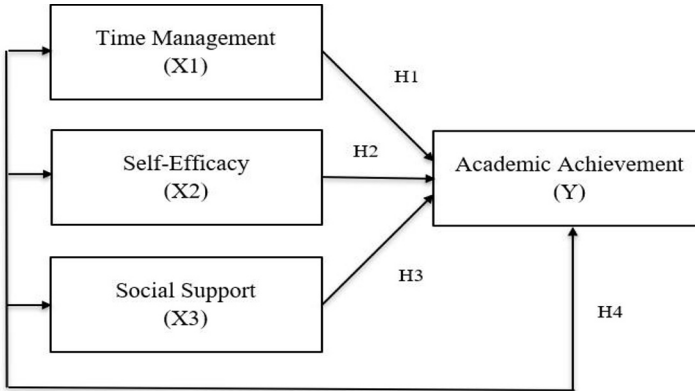 Time Management
(X1)
H1
Self-Efficacy
(X2)
H2
Academic Achievement
(Y)
Social Support
(X3)
H3
H4